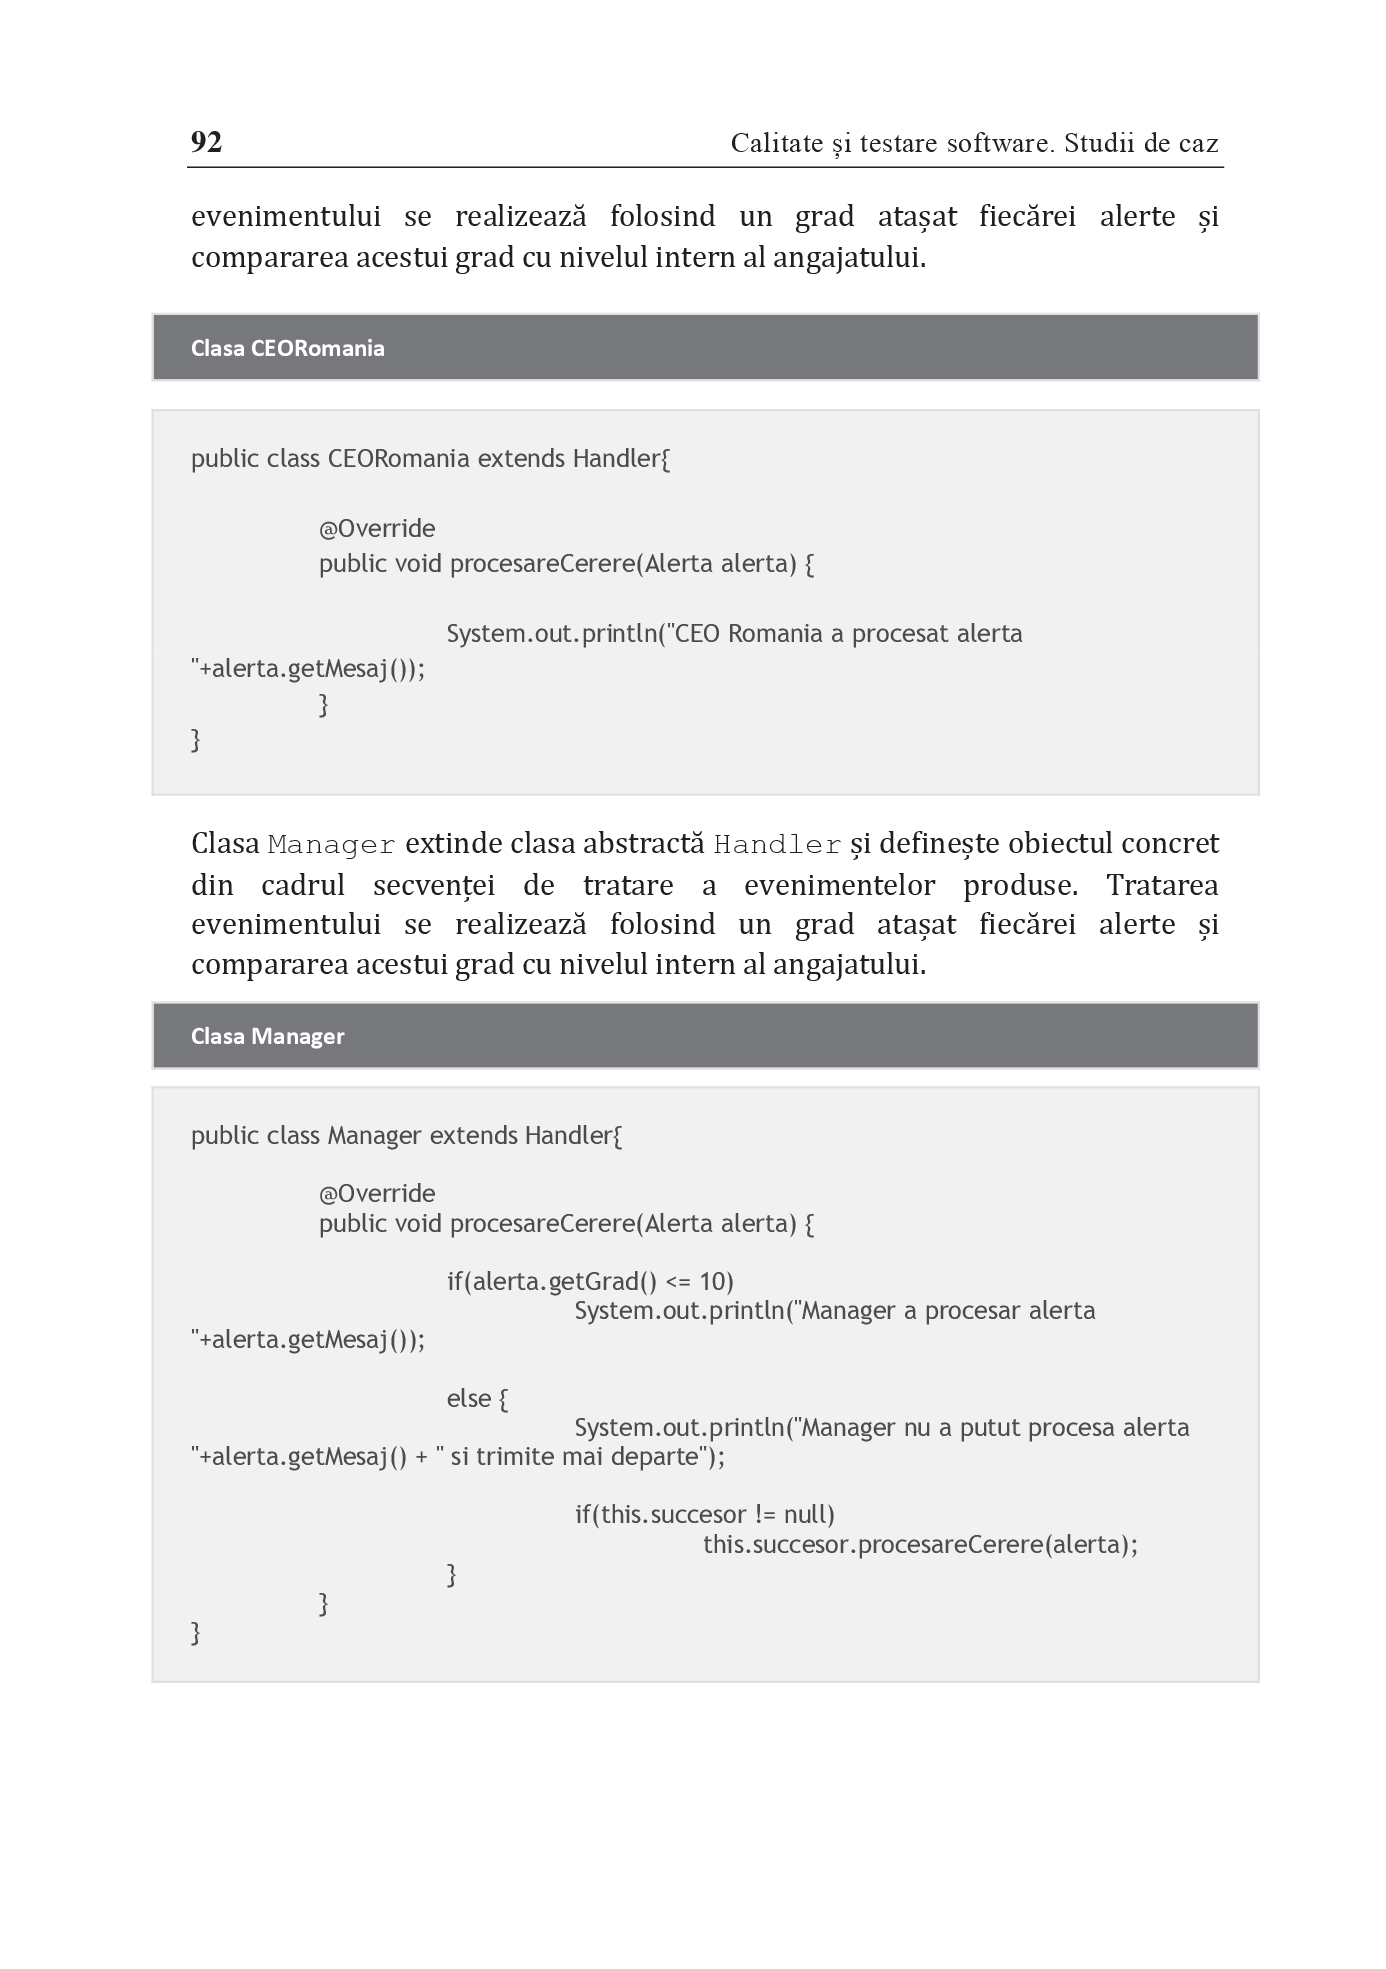 92 Calitate și testare software. Studii de caz
evenimentului se realizează folosind un grad atașat fiecărei alerte și
compararea acestui grad cu nivelul intern al angajatului.
Clasa CEORomania
public class CEORomania extends Handler{
@Override
public void procesareCerere(Alerta alerta) {
System.out.println("CEO Romania a procesat alerta
"+alerta.getMesaj());
}
}
Clasa Manager extinde clasa abstractă Handler și definește obiectul concret
din cadrul secvenței de tratare a evenimentelor produse. Tratarea
evenimentului se realizează folosind un grad atașat fiecărei alerte și
compararea acestui grad cu nivelul intern al angajatului.
Clasa Manager
public class Manager extends Handler{
@Override
public void procesareCerere(Alerta alerta) {
if(alerta.getGrad() <= 10)
System.out.println("Manager a procesar alerta
"+alerta.getMesaj());
else {
System.out.println("Manager nu a putut procesa alerta
"+alerta.getMesaj() + " si trimite mai departe");
if(this.succesor != null)
this.succesor.procesareCerere(alerta);
}
}
}